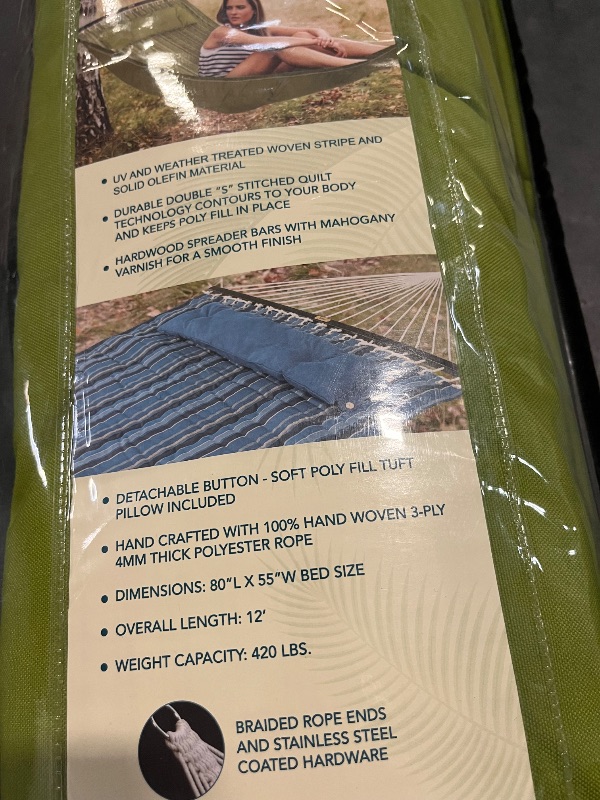 • UV AND WEATHER TREATED WOVEN STRIPE AND
SOLID OLEFIN MATERIAL
• DURABLE DOUBLE "S" STITCHED QUILT
TECHNOLOGY CONTOURS TO YOUR BODY
AND KEEPS POLY FILL IN PLACE
• HARDWOOD SPREADER BARS WITH MAHOGANY
VARNISH FOR A SMOOTH FINISH
• DETACHABLE BUTTON - SOFT POLY FILL TUFT
PILLOW INCLUDED
• HAND CRAFTED WITH 100% HAND WOVEN 3-PLY
4MM THICK POLYESTER ROPE
• DIMENSIONS: 80"L X 55"W BED SIZE
• OVERALL LENGTH: 12'
• WEIGHT CAPACITY: 420 LBS.
BRAIDED ROPE ENDS
AND STAINLESS STEEL
COATED HARDWARE